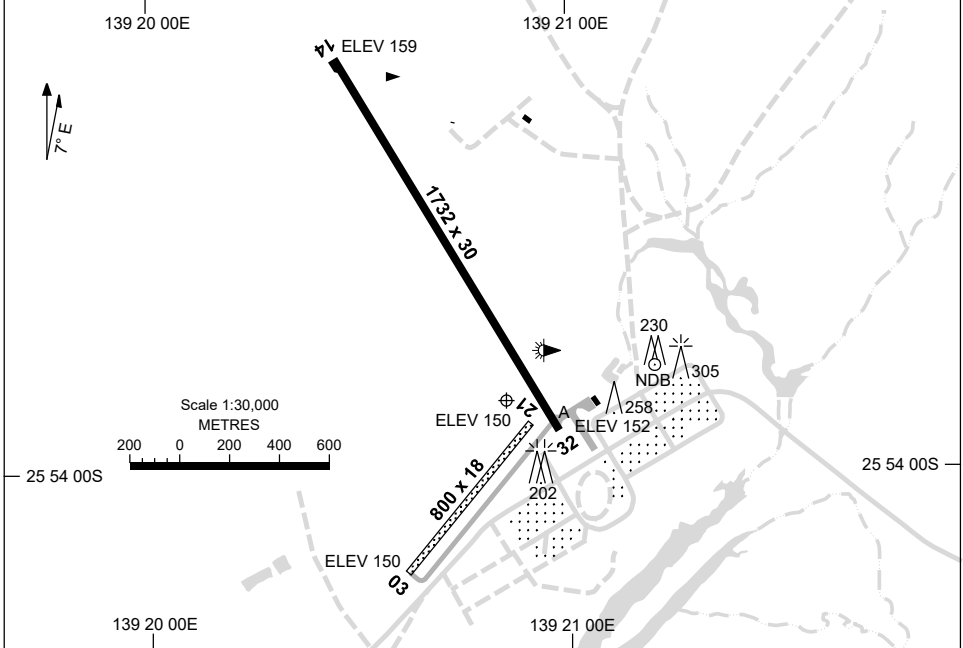 139 20 00E
139 21 00E
14
ELEV 159
7° E
1732 x 30
230
305
NDB
258
Scale 1:30,000
METRES
200 0 200 400 600
21
ELEV 150
A
ELEV 152
32
25 54 00S
25 54 00S
202
800 x 18
ELEV 150
03
139 20 00E
139 21 00E